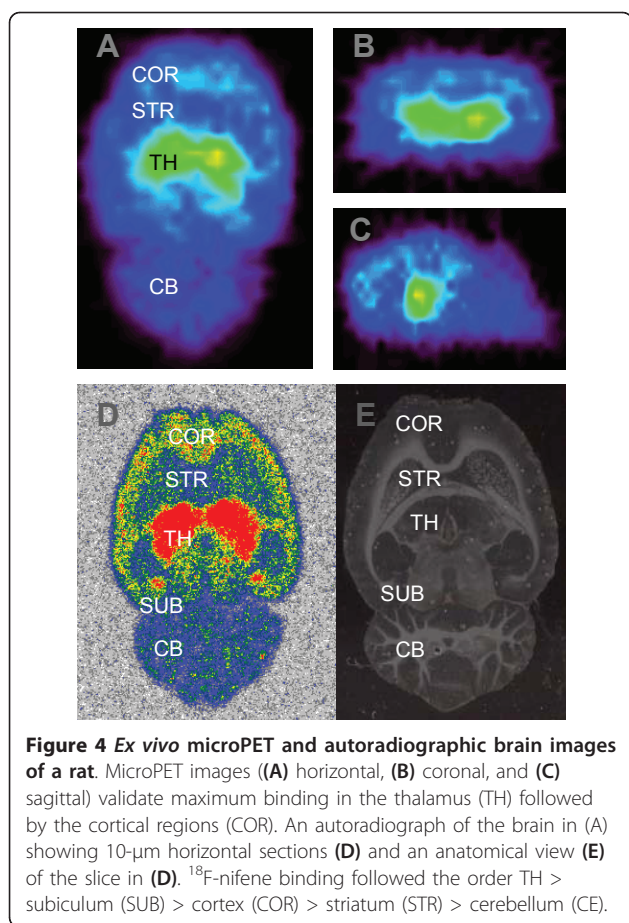 A
COR
STR
TH
CB
B
C
D
COR
STR
TH
SUB
CB
E
COR
STR
TH
SUB
CB
Figure 4 Ex vivo microPET and autoradiographic brain images
of a rat. MicroPET images ((A) horizontal, (B) coronal, and (C)
sagittal) validate maximum binding in the thalamus (TH) followed
by the cortical regions (COR). An autoradiograph of the brain in (A)
showing 10-μm horizontal sections (D) and an anatomical view (E)
of the slice in (D). ¹⁸F-nifene binding followed the order TH >
subiculum (SUB) > cortex (COR) > striatum (STR) > cerebellum (CE).